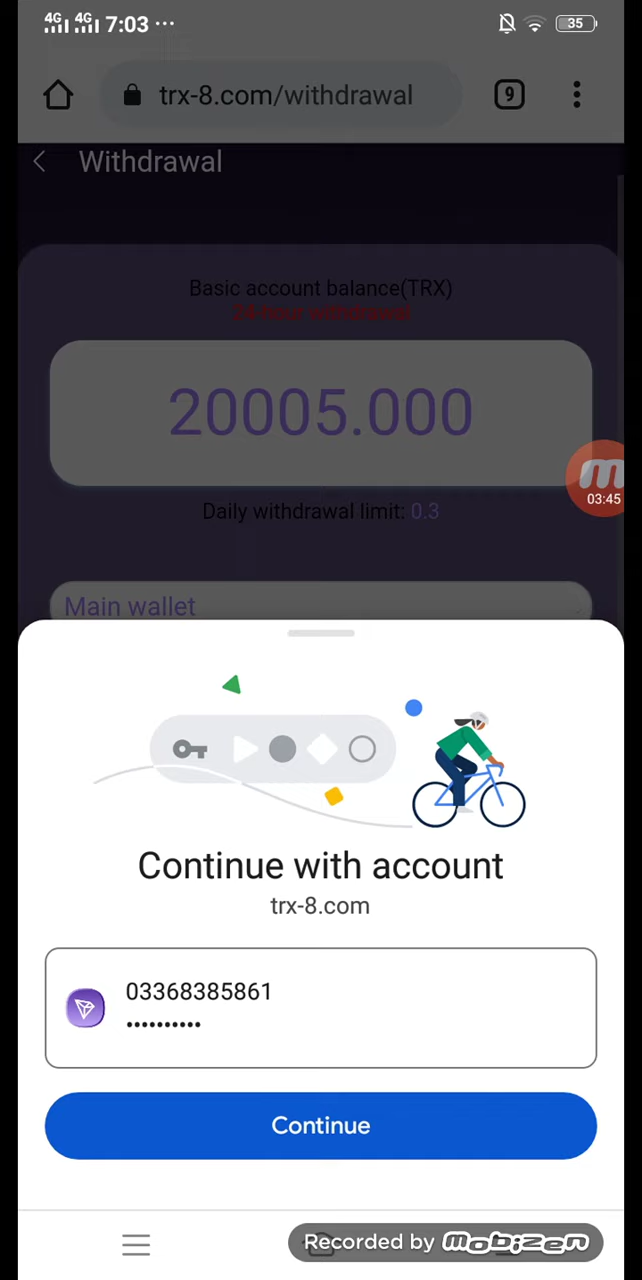 4G 4G 7:03 ··· 35
trx-8.com/withdrawal 9
Withdrawal
Basic account balance(TRX)
24-hour withdrawal
20005.000
03:45
Daily withdrawal limit: 0.3
Main wallet
Continue with account
trx-8.com
03368385861
••••••••••
Continue
Recorded by mobizen